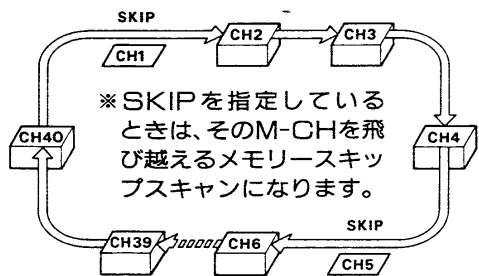 SKIP
CH1
CH2
CH3
CH4
SKIP
CH5
CH6
CH39
CH40
※SKIPを指定している
ときは、そのM-CHを飛
び越えるメモリースキッ
プスキャンになります。